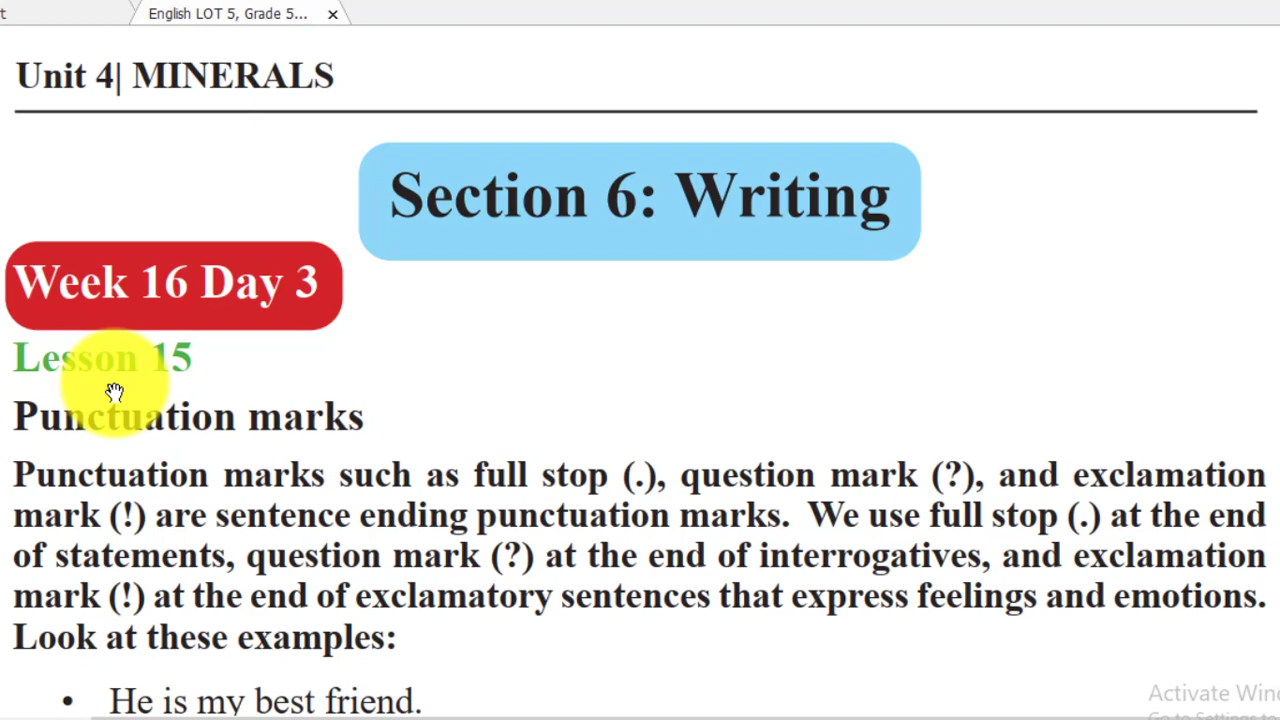 t
English LOT 5, Grade 5...
Unit 4| MINERALS
Section 6: Writing
Week 16 Day 3
Lesson 15
Punctuation marks
Punctuation marks such as full stop (.), question mark (?), and exclamation
mark (!) are sentence ending punctuation marks. We use full stop (.) at the end
of statements, question mark (?) at the end of interrogatives, and exclamation
mark (!) at the end of exclamatory sentences that express feelings and emotions.
Look at these examples:
• He is my best friend.
Activate Win
Go to Settings to